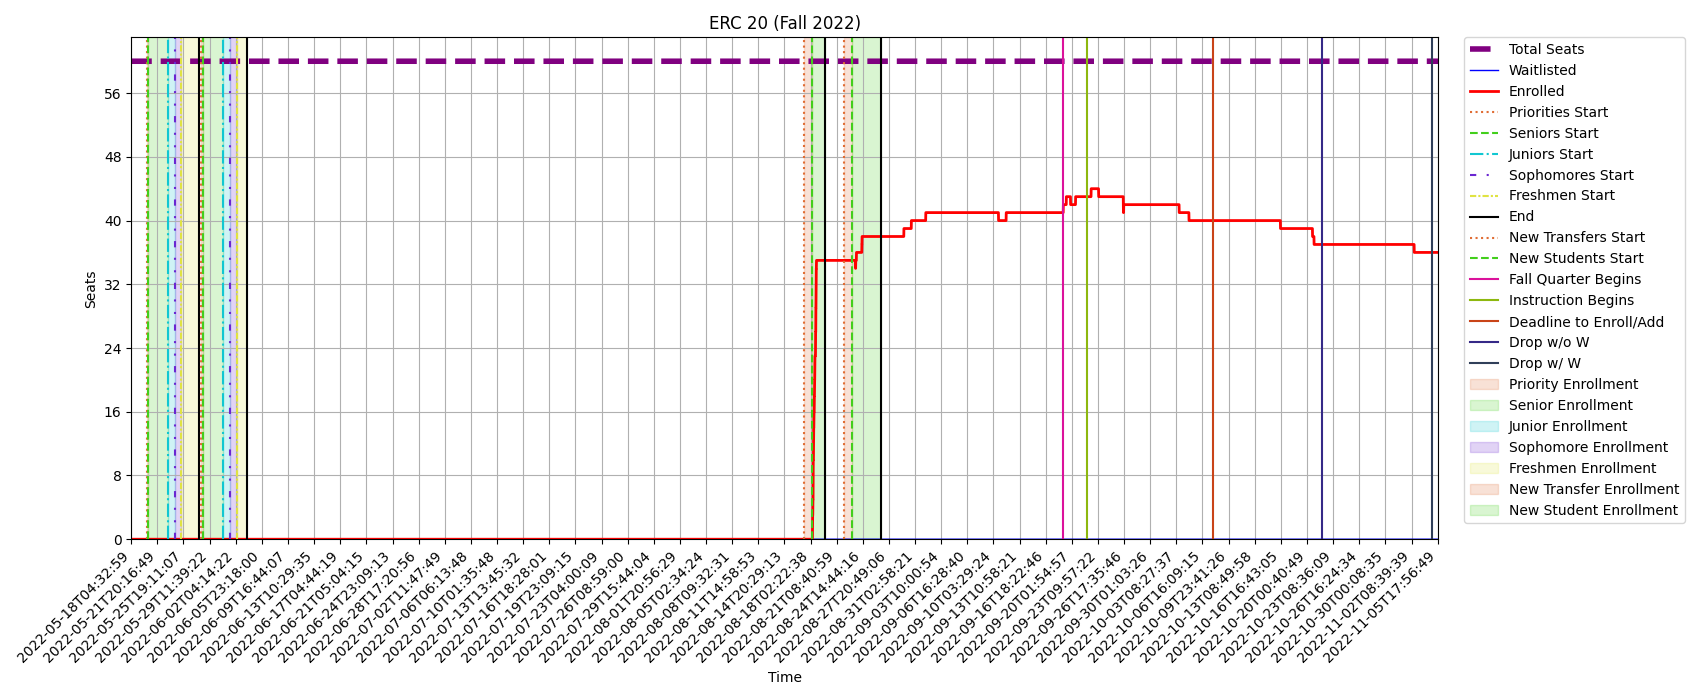 ERC 20 (Fall 2022)
Total Seats
Waitlisted
Enrolled
Priorities Start
Seniors Start
Juniors Start
Sophomores Start
Freshmen Start
End
New Transfers Start
New Students Start
Fall Quarter Begins
Instruction Begins
Deadline to Enroll/Add
Drop w/o W
Drop w/ W
Priority Enrollment
Senior Enrollment
Junior Enrollment
Sophomore Enrollment
Freshmen Enrollment
New Transfer Enrollment
New Student Enrollment
Seats
56
48
40
32
24
16
8
0
2022-05-18T04:32:59
2022-05-21T20:16:49
2022-05-25T19:11:07
2022-05-29T11:39:22
2022-06-02T04:14:22
2022-06-05T23:18:00
2022-06-09T16:44:07
2022-06-13T10:29:35
2022-06-17T04:44:19
2022-06-21T05:04:15
2022-06-24T23:09:13
2022-06-28T17:20:56
2022-07-02T11:47:49
2022-07-06T06:13:48
2022-07-10T01:35:48
2022-07-13T13:45:32
2022-07-16T18:28:01
2022-07-19T23:09:15
2022-07-23T04:00:09
2022-07-26T08:59:00
2022-07-29T15:44:04
2022-08-01T20:56:29
2022-08-05T02:34:24
2022-08-08T09:32:31
2022-08-11T14:58:53
2022-08-14T20:29:13
2022-08-18T02:22:38
2022-08-21T08:40:59
2022-08-24T14:44:16
2022-08-27T20:49:06
2022-08-31T02:58:21
2022-09-03T10:00:54
2022-09-06T16:28:40
2022-09-10T03:29:24
2022-09-13T10:58:21
2022-09-16T18:22:46
2022-09-20T01:54:57
2022-09-23T09:57:22
2022-09-26T17:35:46
2022-09-30T01:03:26
2022-10-03T08:27:37
2022-10-06T16:09:15
2022-10-09T23:41:26
2022-10-13T08:49:58
2022-10-16T16:43:05
2022-10-20T00:40:49
2022-10-23T08:36:09
2022-10-26T16:24:34
2022-10-30T00:08:35
2022-11-02T08:39:39
2022-11-05T17:56:49
Time